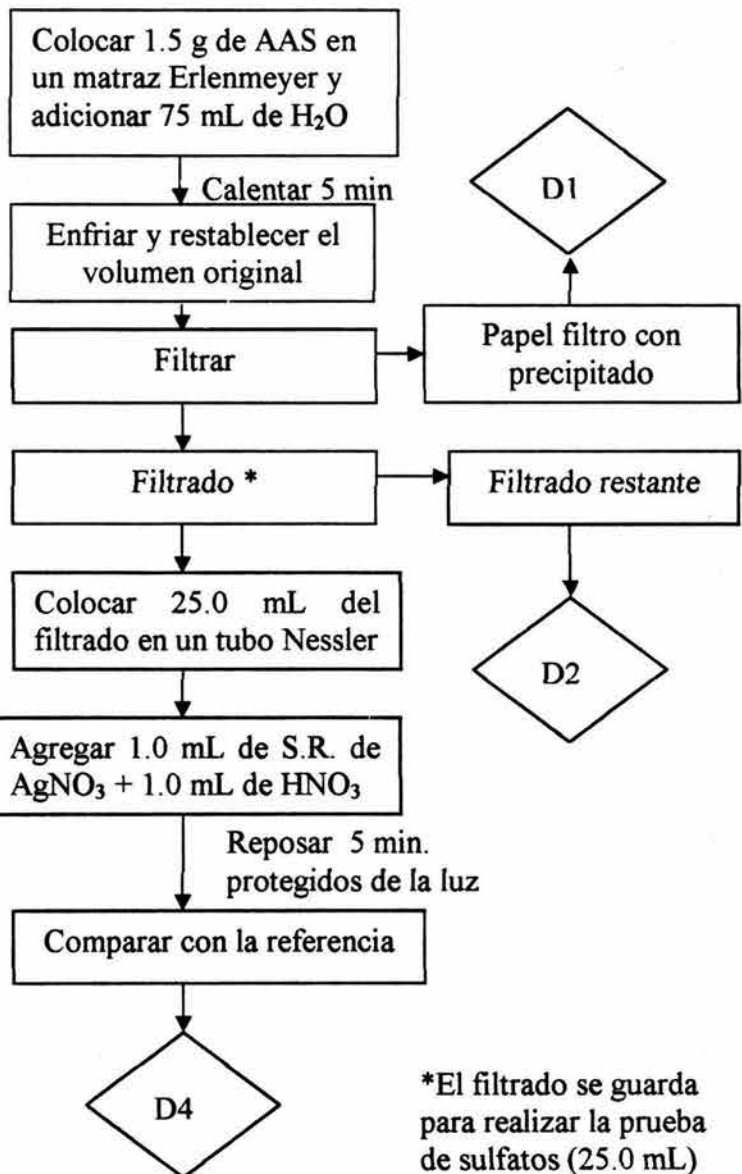 Colocar 1.5 g de AAS en
un matraz Erlenmeyer y
adicionar 75 mL de H₂O
Calentar 5 min
D1
Enfriar y restablecer el
volumen original
Filtrar
Papel filtro con
precipitado
Filtrado *
Filtrado restante
Colocar 25.0 mL del
filtrado en un tubo Nessler
D2
Agregar 1.0 mL de S.R. de
AgNO₃ + 1.0 mL de HNO₃
Reposar 5 min.
protegidos de la luz
Comparar con la referencia
D4
*El filtrado se guarda
para realizar la prueba
de sulfatos (25.0 mL)